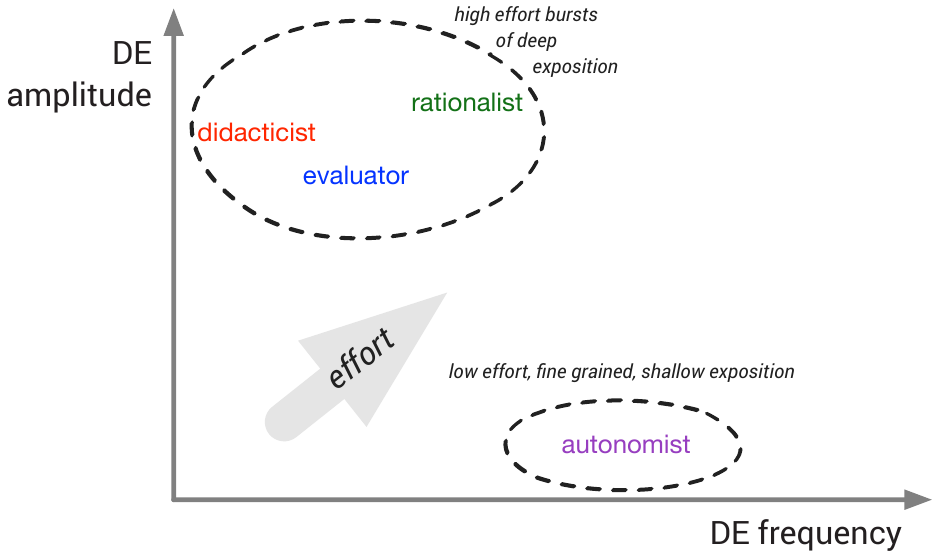 high effort bursts
of deep
exposition
DE
amplitude
rationalist
didacticist
evaluator
effort
low effort, fine grained, shallow exposition
autonomist
DE frequency